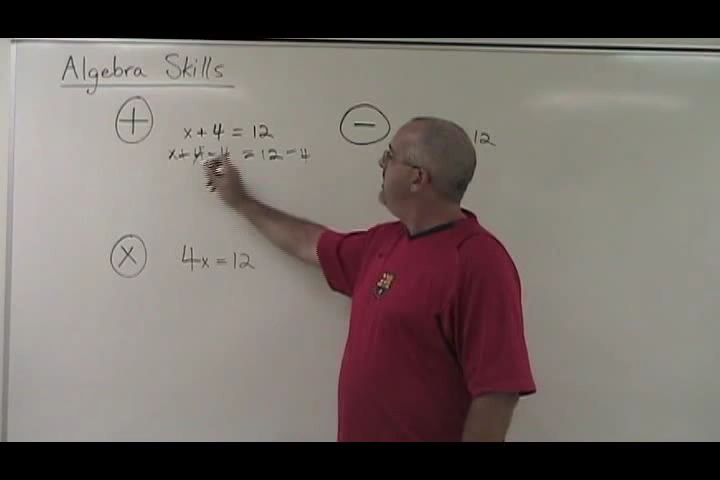 Algebra Skills
+ x + 4 = 12
x + 4 - 4 = 12 - 4
- 12
x 4x = 12